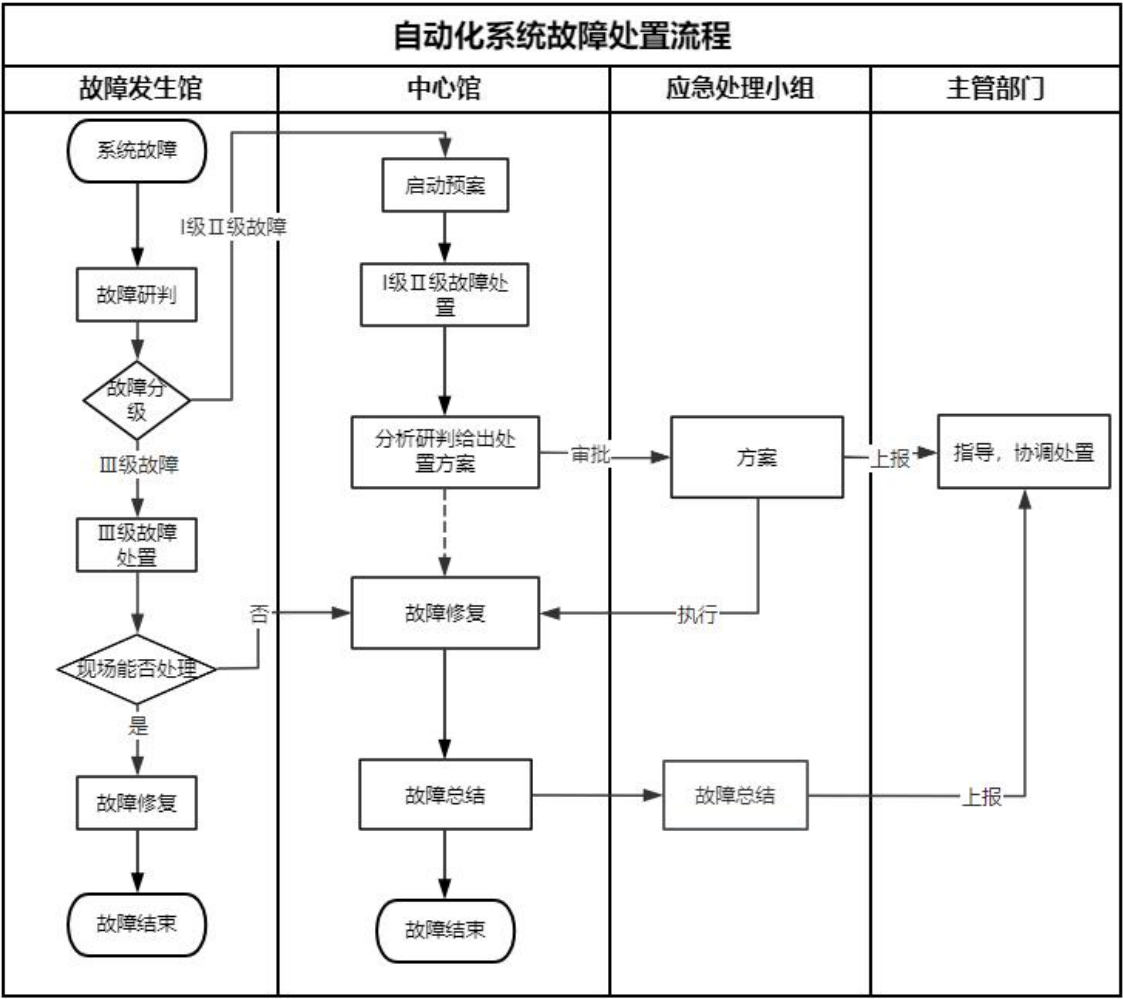 自动化系统故障处置流程
故障发生馆
中心馆
应急处理小组
主管部门
系统故障
启动预案
Ⅰ级Ⅱ级故障
故障研判
Ⅰ级Ⅱ级故障处
置
故障分
级
分析研判给出处
置方案
审批
方案
上报
指导，协调处置
Ⅲ级故障
Ⅲ级故障
处置
否
故障修复
执行
现场能否处理
是
故障修复
故障总结
故障总结
上报
故障结束
故障结束